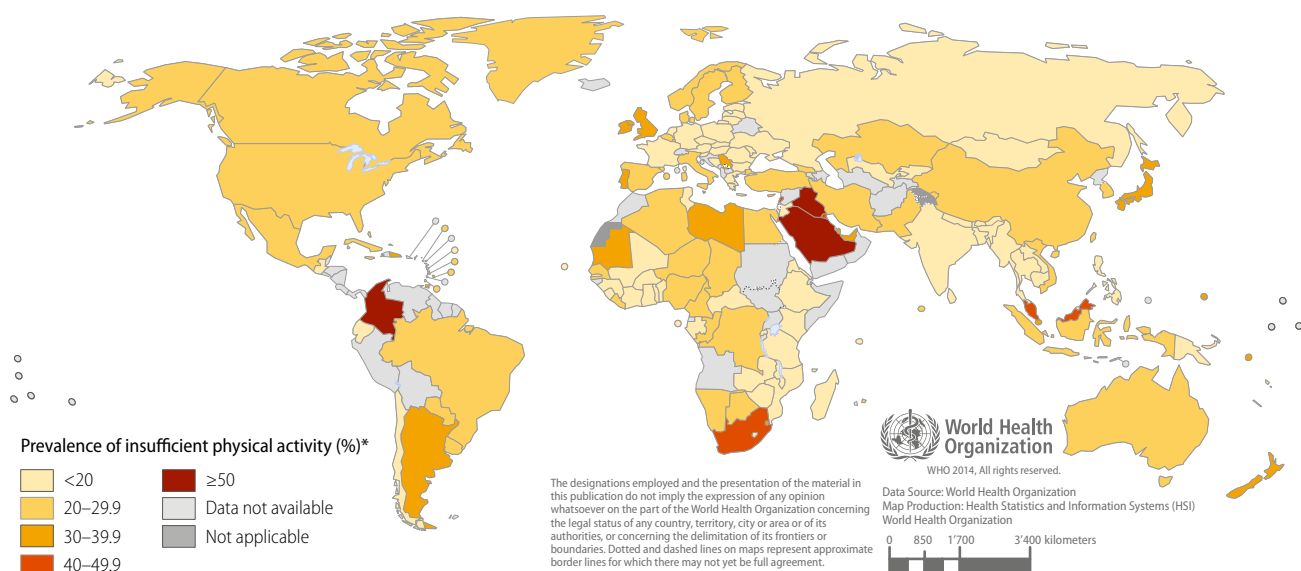 Prevalence of insufficient physical activity (%)*
<20
20–29.9
30–39.9
40–49.9
≥50
Data not available
Not applicable
The designations employed and the presentation of the material in
this publication do not imply the expression of any opinion
whatsoever on the part of the World Health Organization concerning
the legal status of any country, territory, city or area or of its
authorities, or concerning the delimitation of its frontiers or
boundaries. Dotted and dashed lines on maps represent approximate
border lines for which there may not yet be full agreement.
World Health
Organization
WHO 2014, All rights reserved.
Data Source: World Health Organization
Map Production: Health Statistics and Information Systems (HSI)
World Health Organization
0 850 1'700 3'400 kilometers